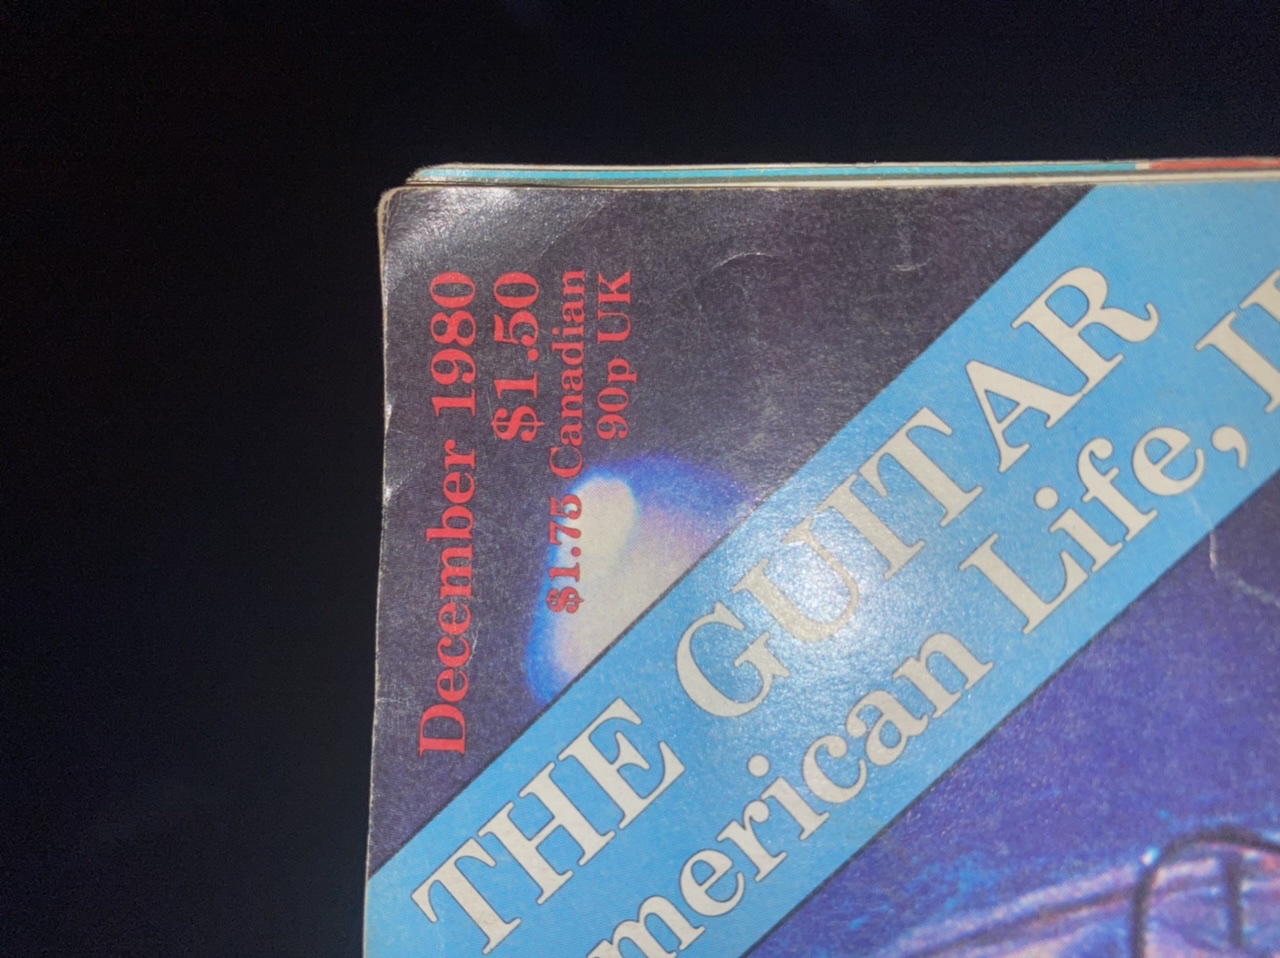 December 1980
$1.50
$1.75 Canadian
90p UK
THE GUITAR
merican Life,